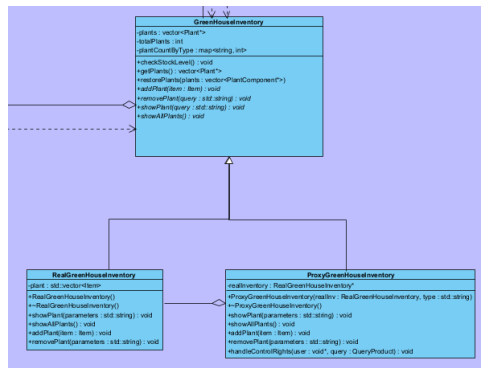 GreenHouseInventory
-plants : vector<Plant*>
-totalPlants : int
-plantCountByType : map<string, int>
+checkStockLevel() : void
+getPlants() : vector<Plant*>
+restorePlants(plants : vector<PlantComponent*>)
+addPlant(item : Item) : void
+removePlant(query : std::string) : void
+showPlant(query : std::string) : void
+showAllPlants() : void
RealGreenHouseInventory
-plant : std::vector<Item>
+RealGreenHouseInventory()
+~RealGreenHouseInventory()
+showPlant(parameters : std::string) : void
+showAllPlants() : void
+addPlant(item : Item) : void
+removePlant(parameters : std::string) : void
ProxyGreenHouseInventory
-realInventory : RealGreenHouseInventory*
+ProxyGreenHouseInventory(realInv : RealGreenHouseInventory, type : std::string)
+~ProxyGreenHouseInventory()
+showPlant(parameters : std::string) : void
+showAllPlants() : void
+addPlant(item : Item) : void
+removePlant(parameters : std::string) : void
+handleControlRights(user : void*, query : QueryProduct) : void